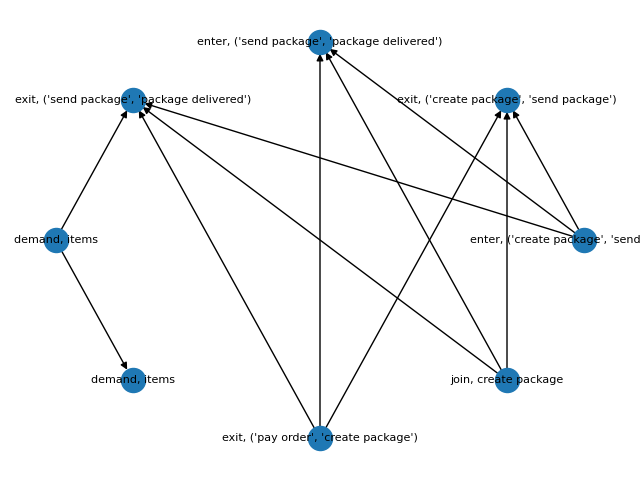 enter, ('send package', 'package delivered')
exit, ('send package', 'package delivered')
exit, ('create package', 'send package')
demand, items
enter, ('create package', 'send
demand, items
join, create package
exit, ('pay order', 'create package')